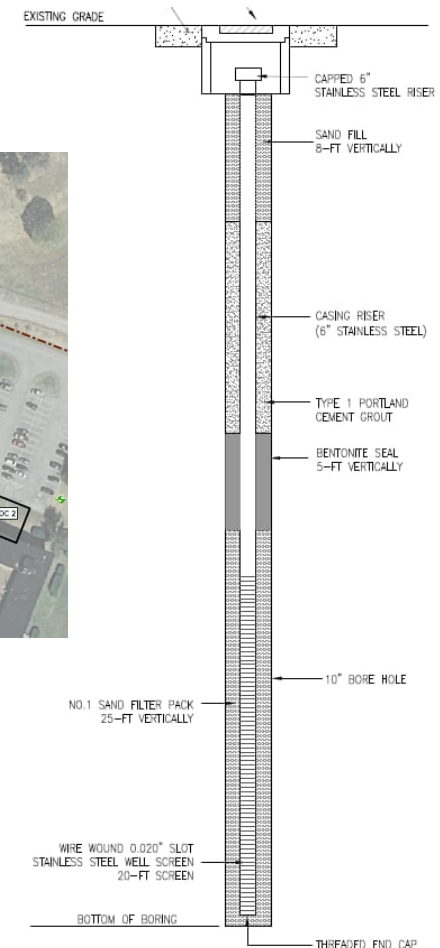 EXISTING GRADE
CAPPED 6"
STAINLESS STEEL RISER
SAND FILL
8-FT VERTICALLY
CASING RISER
(6" STAINLESS STEEL)
TYPE 1 PORTLAND
CEMENT GROUT
BENTONITE SEAL
5-FT VERTICALLY
OC 2
10" BORE HOLE
NO.1 SAND FILTER PACK
25-FT VERTICALLY
WIRE WOUND 0.020" SLOT
STAINLESS STEEL WELL SCREEN
20-FT SCREEN
BOTTOM OF BORING
THREADED END CAP